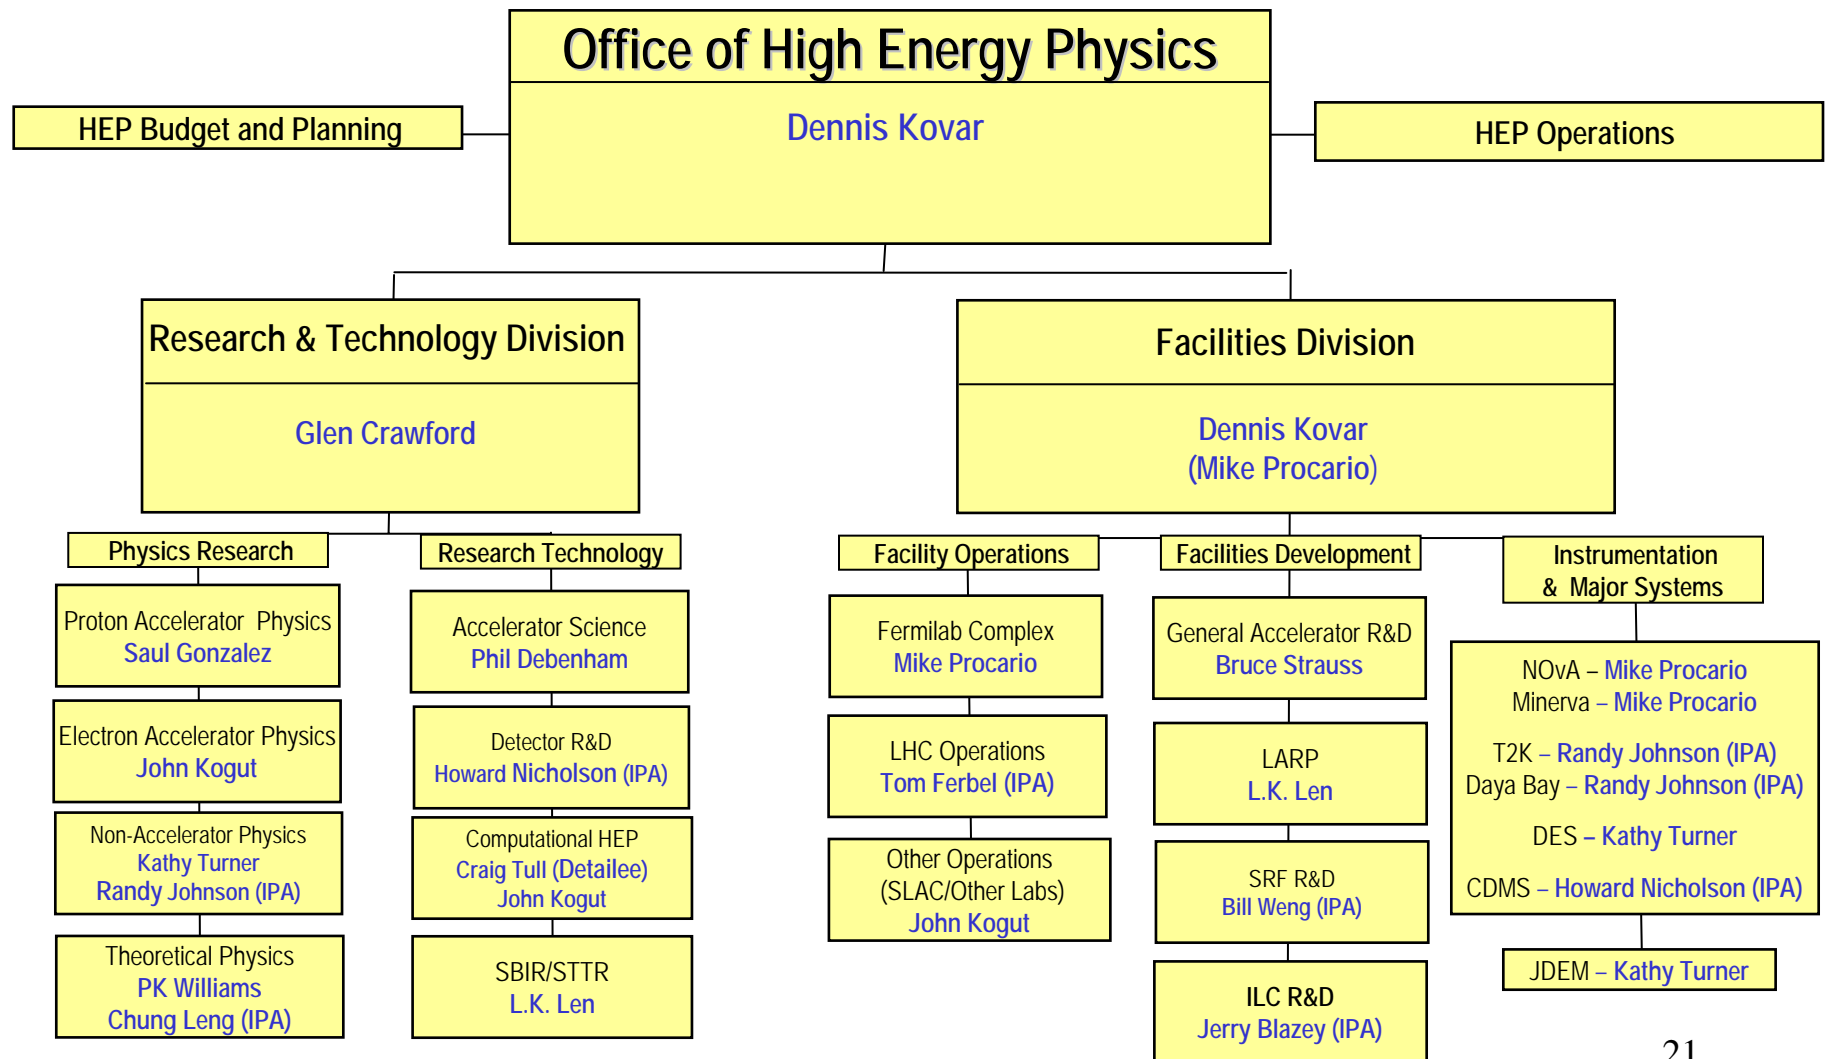 Office of High Energy Physics
Dennis Kovar
HEP Budget and Planning
HEP Operations
Research & Technology Division
Glen Crawford
Facilities Division
Dennis Kovar
(Mike Procario)
Physics Research
Proton Accelerator Physics
Saul Gonzalez
Electron Accelerator Physics
John Kogut
Non-Accelerator Physics
Kathy Turner
Randy Johnson (IPA)
Theoretical Physics
PK Williams
Chung Leng (IPA)
Research Technology
Accelerator Science
Phil Debenham
Detector R&D
Howard Nicholson (IPA)
Computational HEP
Craig Tull (Detailee)
John Kogut
SBIR/STTR
L.K. Len
Facility Operations
Fermilab Complex
Mike Procario
LHC Operations
Tom Ferbel (IPA)
Other Operations
(SLAC/Other Labs)
John Kogut
Facilities Development
General Accelerator R&D
Bruce Strauss
LARP
L.K. Len
SRF R&D
Bill Weng (IPA)
ILC R&D
Jerry Blazey (IPA)
Instrumentation
& Major Systems
NOvA – Mike Procario
Minerva – Mike Procario
T2K – Randy Johnson (IPA)
Daya Bay – Randy Johnson (IPA)
DES – Kathy Turner
CDMS – Howard Nicholson (IPA)
JDEM – Kathy Turner
21